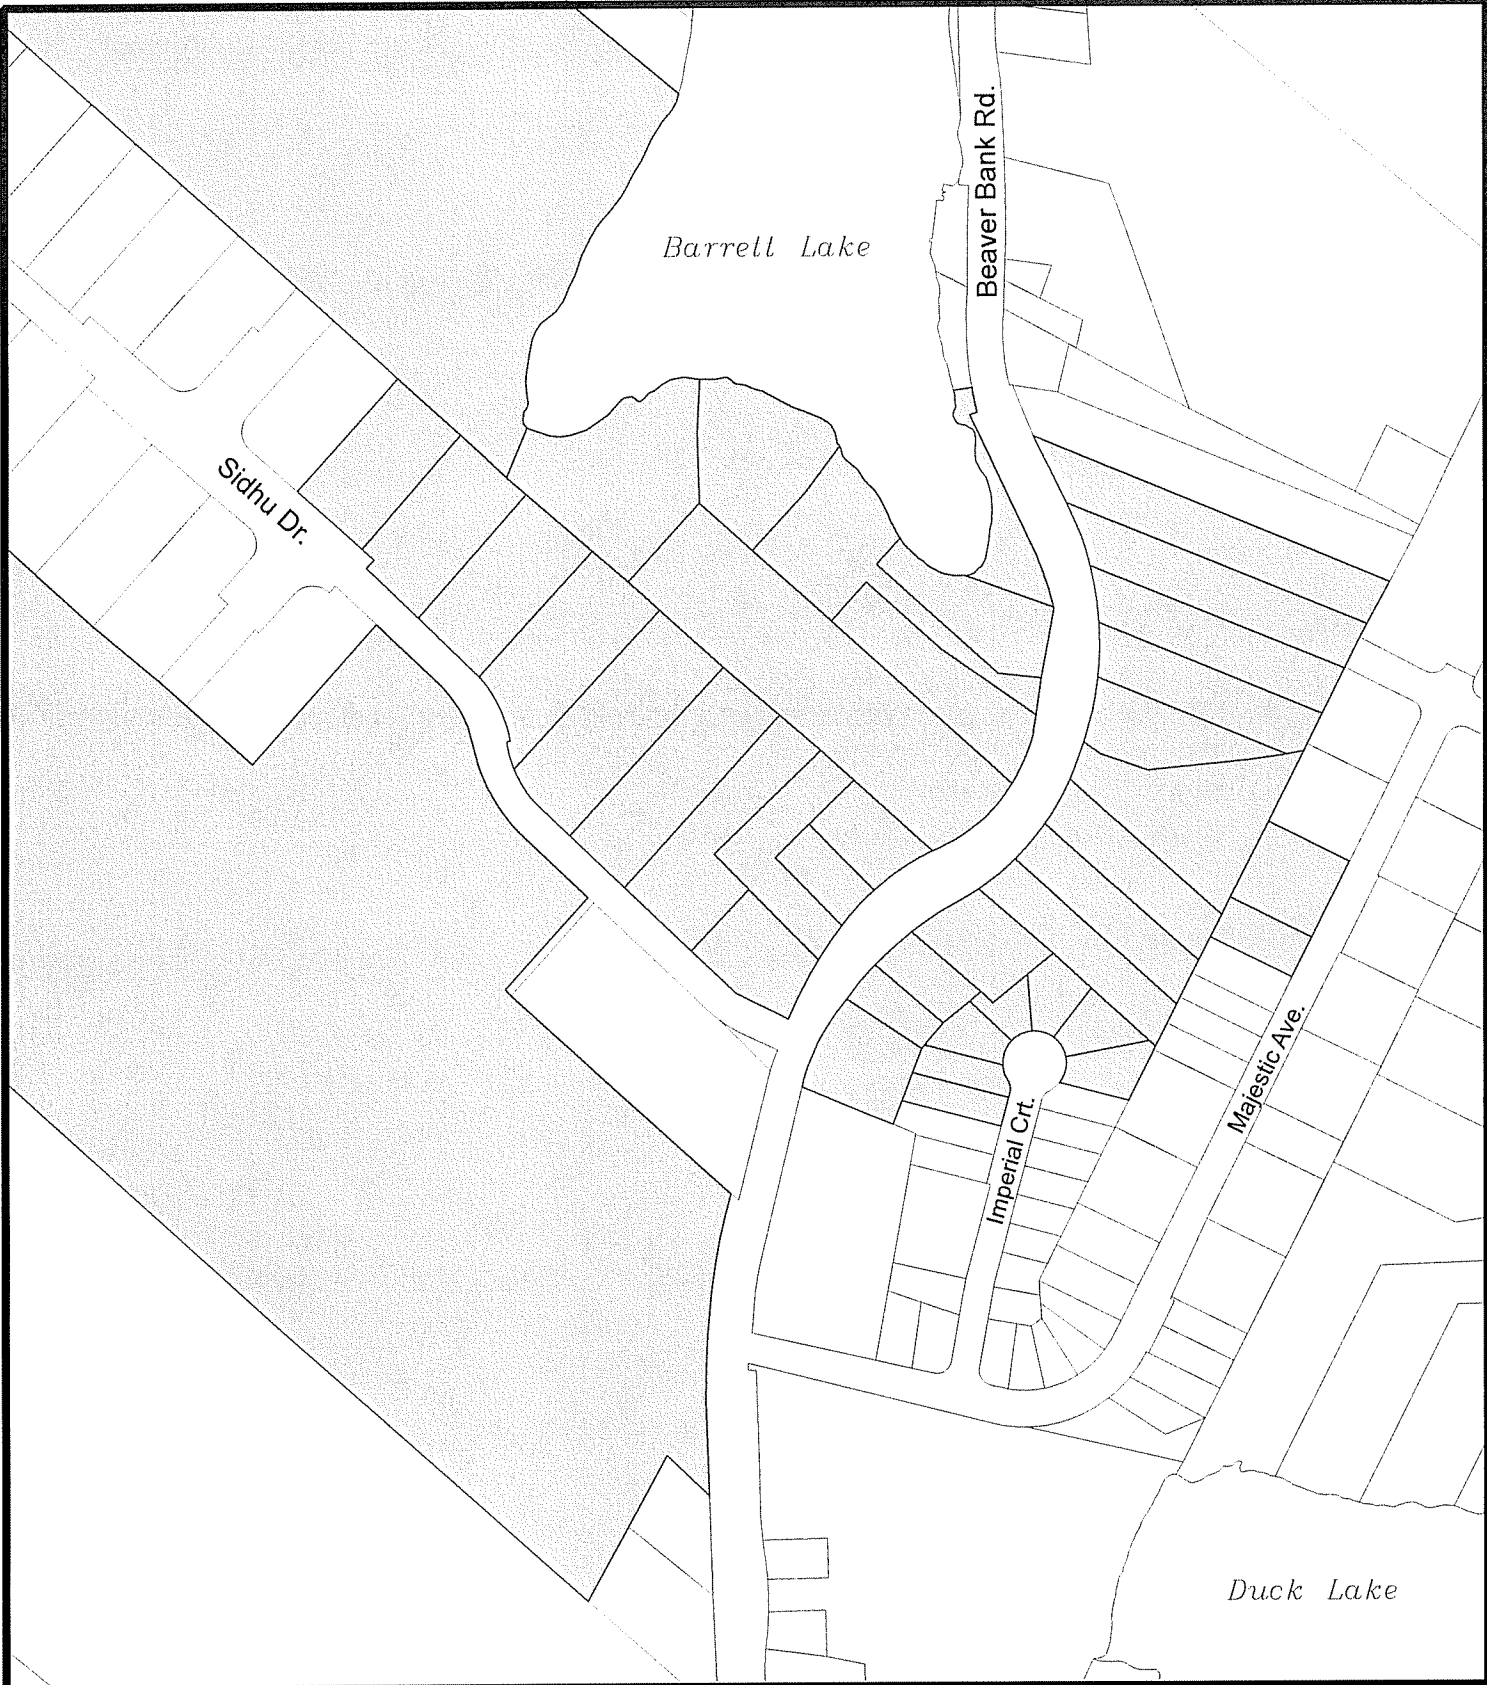 Beaver Bank Rd.
Barrell Lake
Sidhu Dr.
Majestic Ave.
Imperial Crt.
Duck Lake